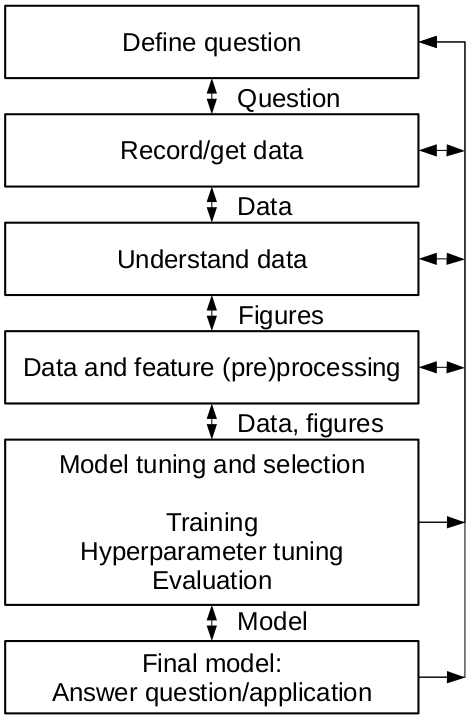 Define question
Question
Record/get data
Data
Understand data
Figures
Data and feature (pre)processing
Data, figures
Model tuning and selection
Training
Hyperparameter tuning
Evaluation
Model
Final model:
Answer question/application